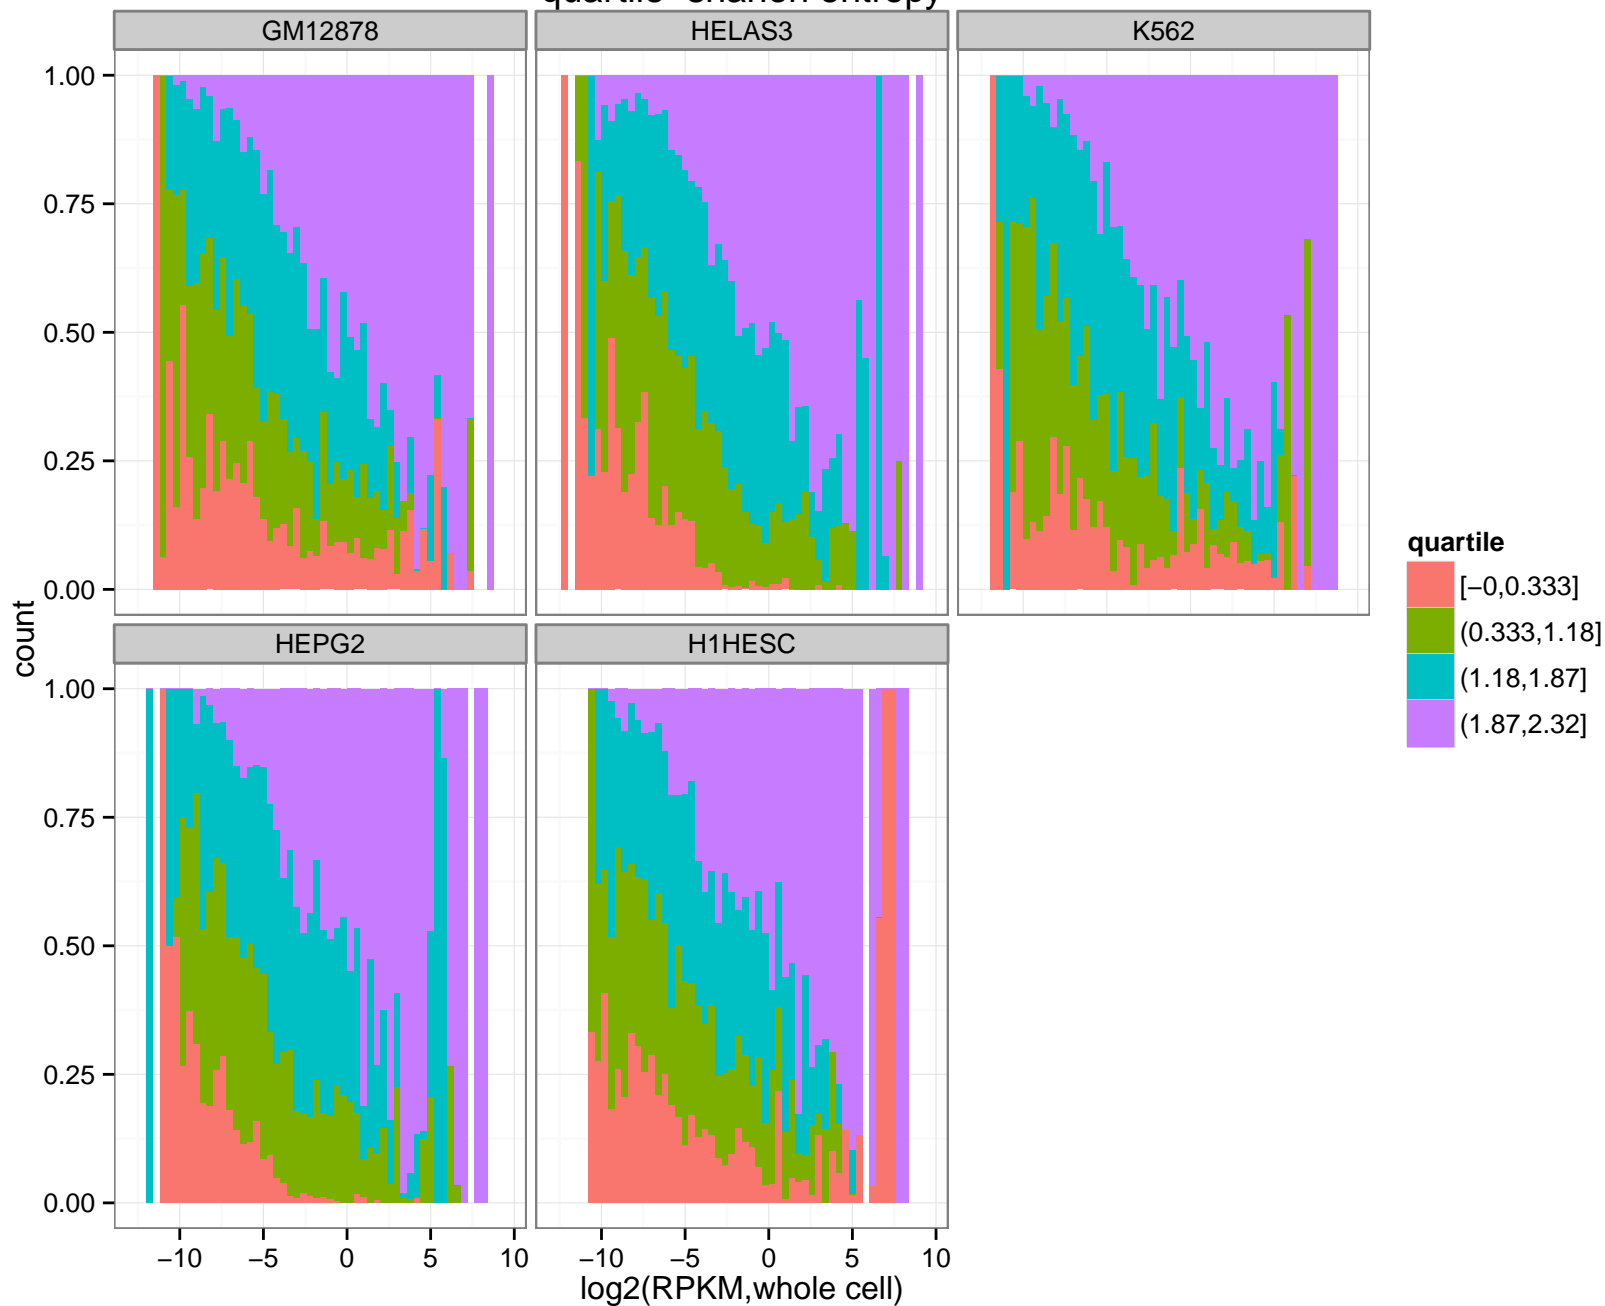 GM12878
HELAS3
K562
1.00
0.75
0.50
0.25
0.00
count
HEPG2
H1HESC
1.00
0.75
0.50
0.25
0.00
−10 −5 0 5 10
−10 −5 0 5 10
log2(RPKM,whole cell)
quartile
[−0,0.333]
(0.333,1.18]
(1.18,1.87]
(1.87,2.32]